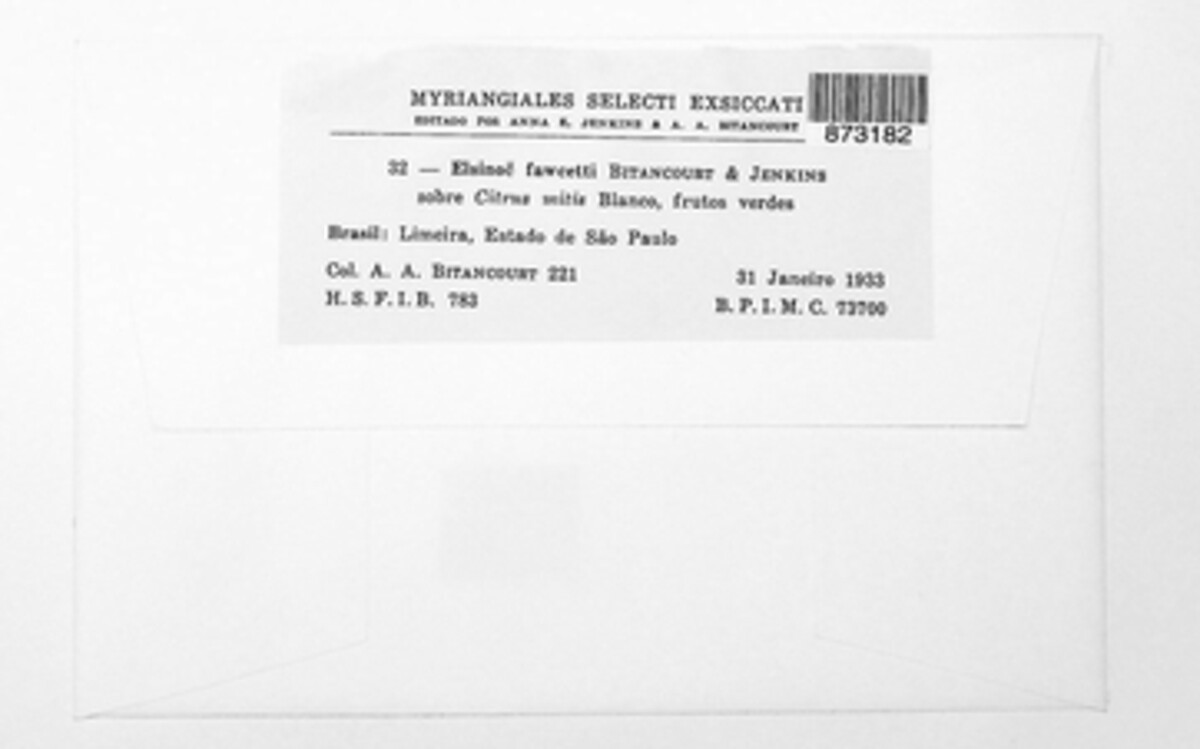 MYRIANGIALES SELECTI EXSICCATI
EDITADO POR ANNA E. JENKINS & A. A. BITANCOURT
873182
32 — Elsinoë fawcetti BITANCOURT & JENKINS
sobre Citrus mitis Blanco, frutos verdes
Brasil: Limeira, Estado de São Paulo
Col. A. A. BITANCOURT 221 31 Janeiro 1933
H. S. F. I. B. 783 B. P. I. M. C. 73700